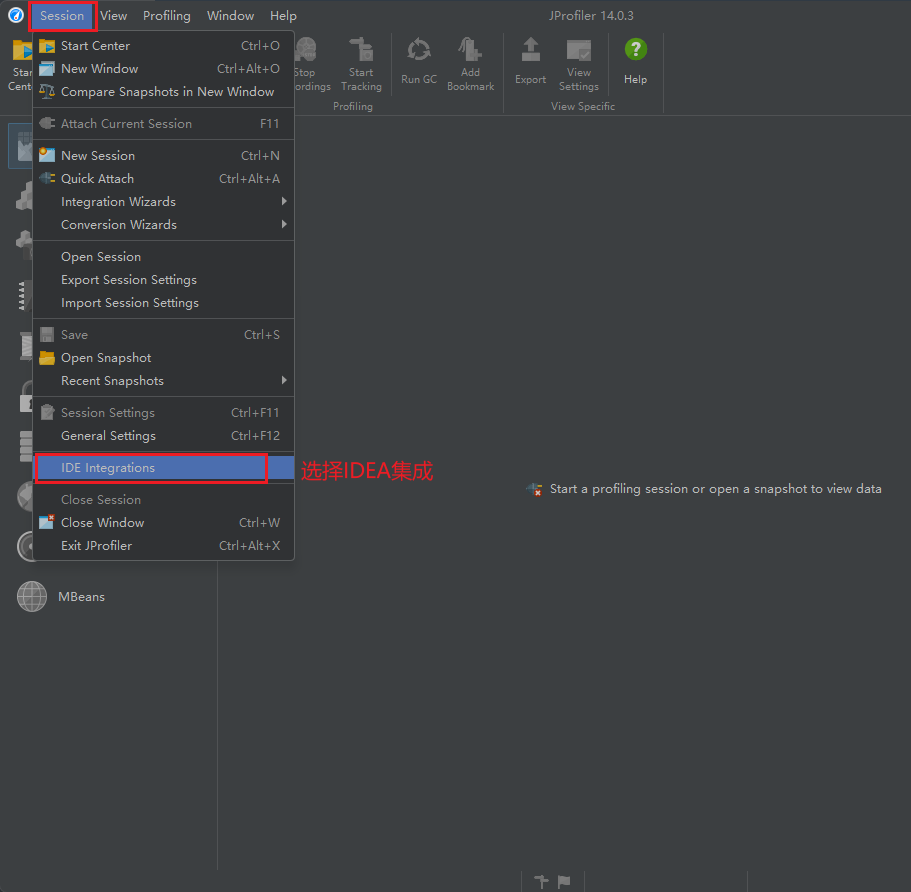 Session View Profiling Window Help JProfiler 14.0.3
Start Center Ctrl+O
New Window Ctrl+Alt+O
Compare Snapshots in New Window
Attach Current Session F11
New Session Ctrl+N
Quick Attach Ctrl+Alt+A
Integration Wizards
Conversion Wizards
Open Session
Export Session Settings
Import Session Settings
Save Ctrl+S
Open Snapshot
Recent Snapshots
Session Settings Ctrl+F11
General Settings Ctrl+F12
IDE Integrations
选择IDEA集成
Close Session
Close Window Ctrl+W
Exit JProfiler Ctrl+Alt+X
Start
Tracking
Run GC
Add
Bookmark
Export
View
Settings
Help
Profiling
View Specific
Start a profiling session or open a snapshot to view data
MBeans